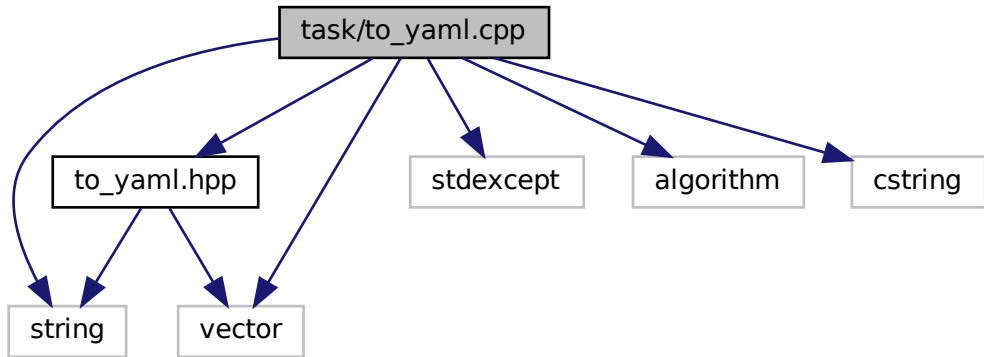 task/to_yaml.cpp
to_yaml.hpp
stdexcept
algorithm
cstring
string
vector